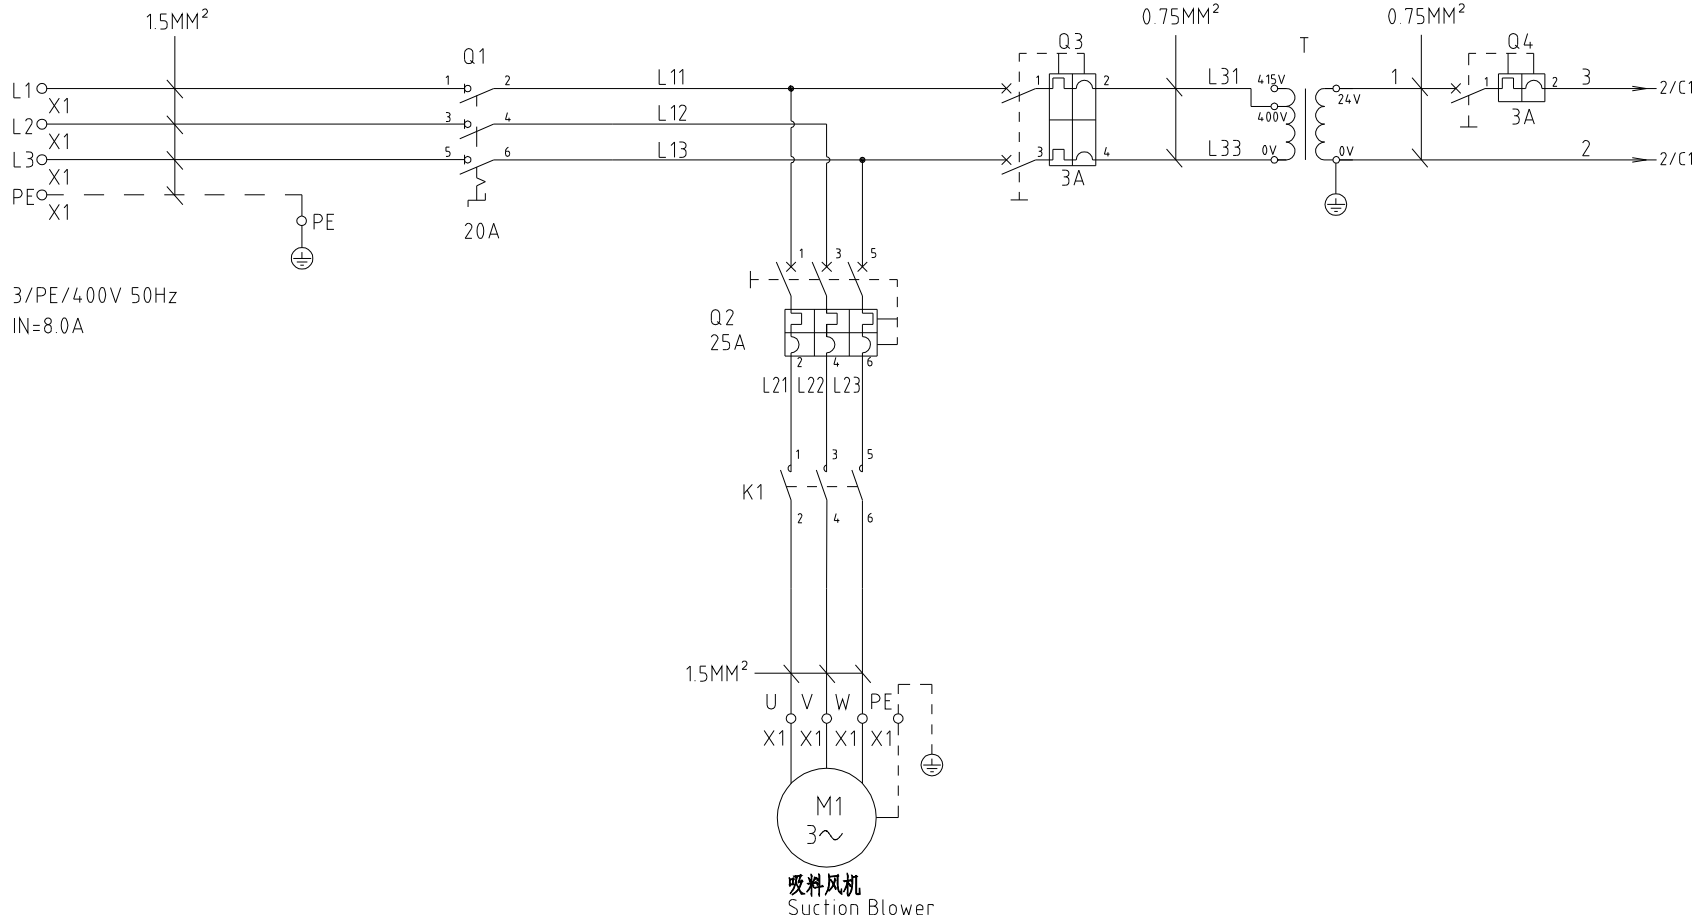 1.5MM²
0.75MM²
0.75MM²
Q1
Q3
T
Q4
L1 X1
1 2
L11
1 2
L31
415V
400V
24V
1
1 2
3A
3
2/C1
L2 X1
3 4
L12
L3 X1
5 6
L13
3 4
3A
L33
0V
0V
2
2/C1
PE X1
PE
20A
3/PE/400V 50Hz
IN=8.0A
1 3 5
Q2
25A
2 4 6
L21 L22 L23
1 3 5
K1
2 4 6
1.5MM²
U V W PE
X1 X1 X1 X1
M1
3~
吸料风机
Suction Blower